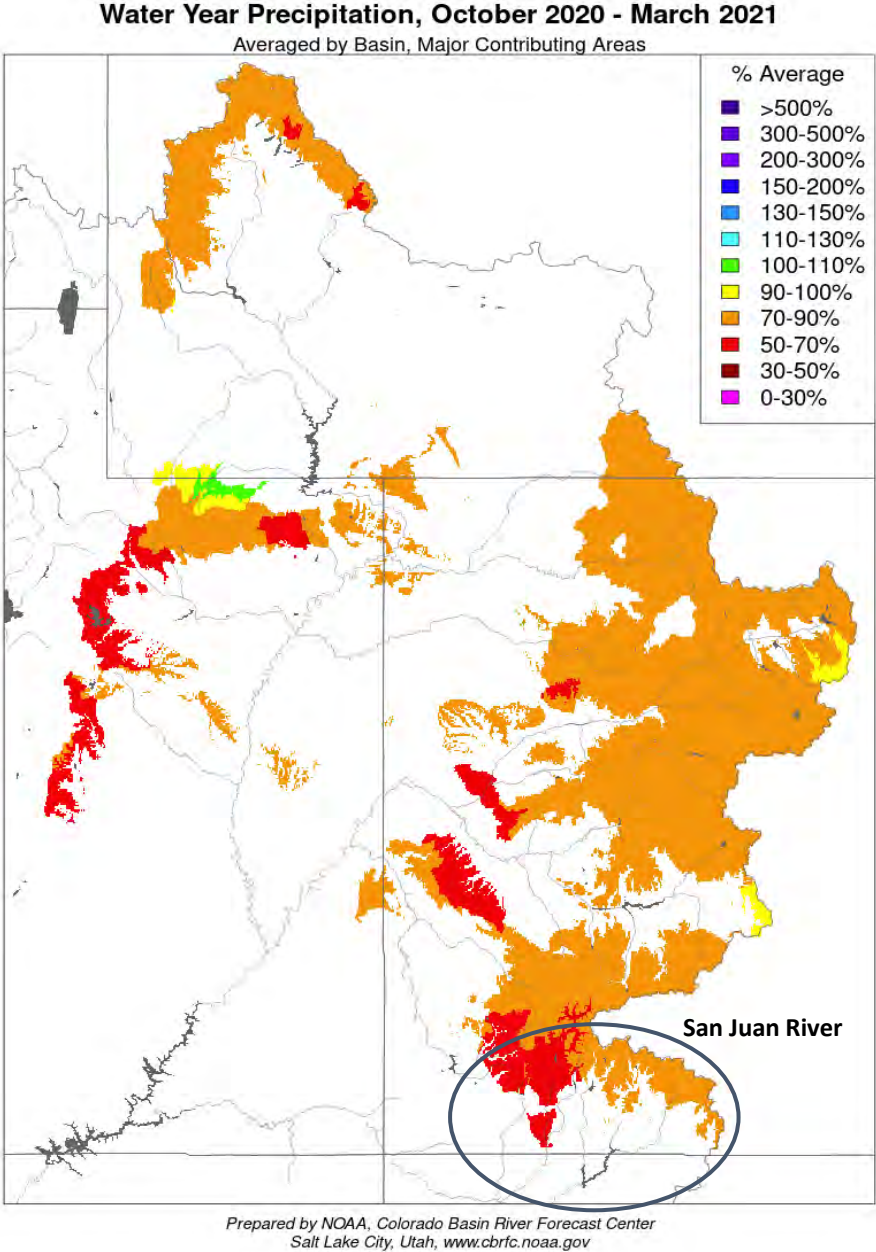 Water Year Precipitation, October 2020 - March 2021
Averaged by Basin, Major Contributing Areas
% Average
>500%
300-500%
200-300%
150-200%
130-150%
110-130%
100-110%
90-100%
70-90%
50-70%
30-50%
0-30%
San Juan River
Prepared by NOAA, Colorado Basin River Forecast Center
Salt Lake City, Utah, www.cbrfc.noaa.gov